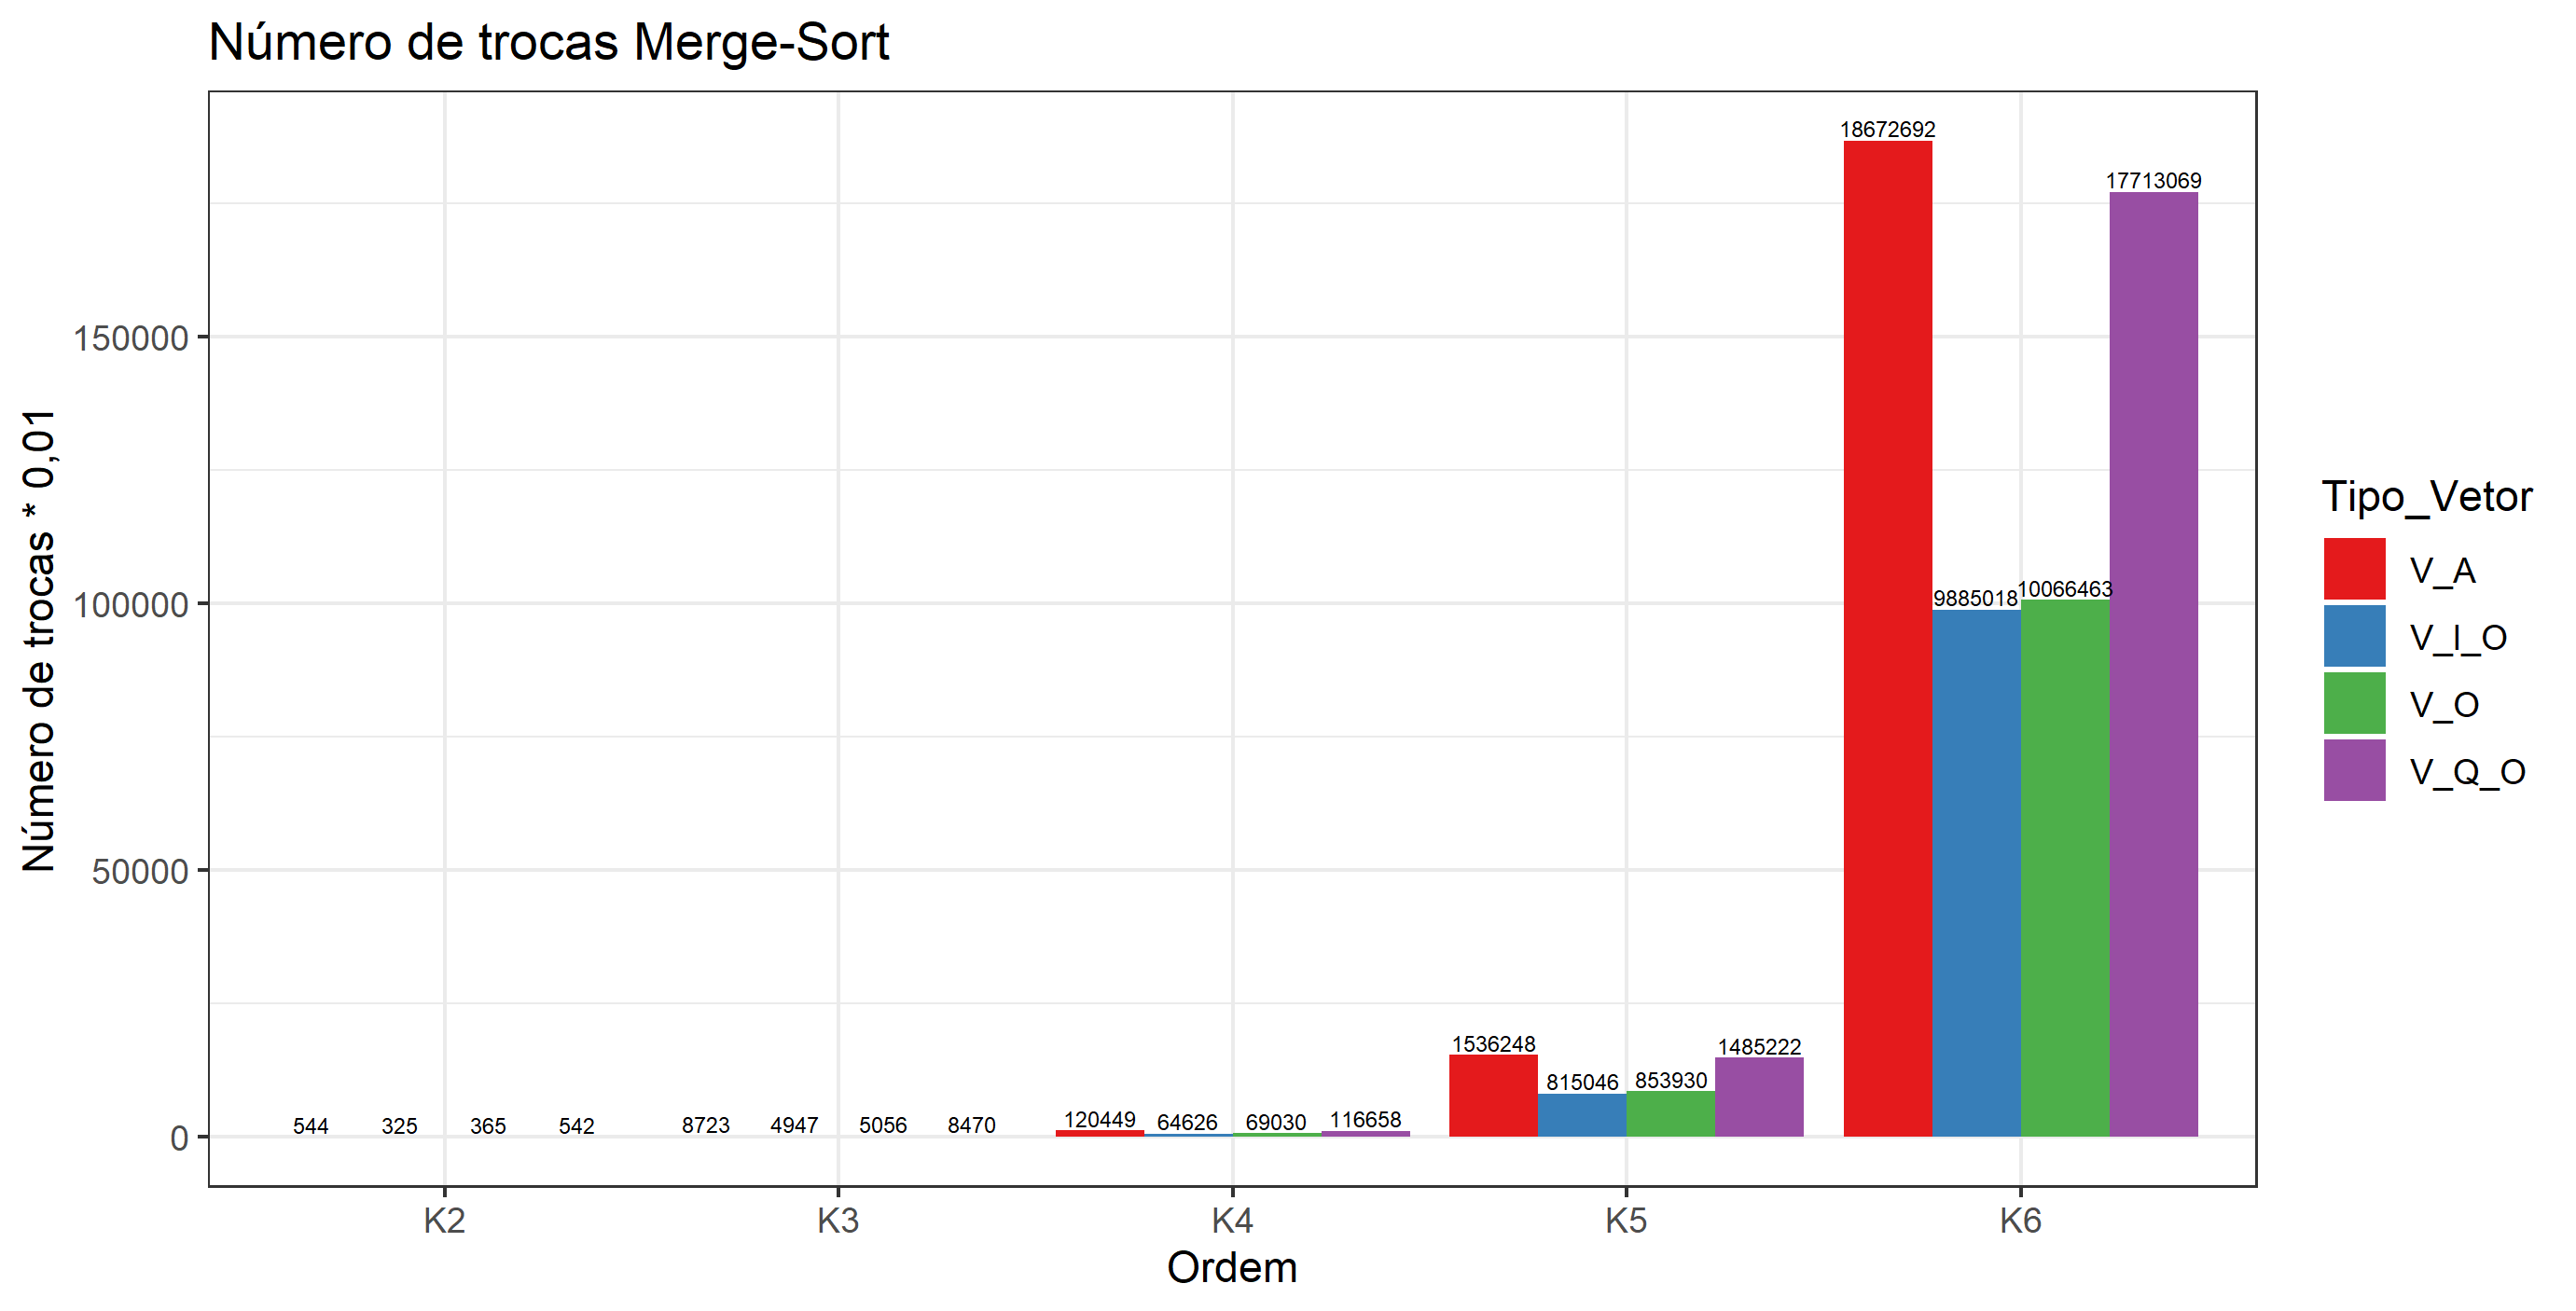 Número de trocas Merge-Sort
Número de trocas * 0,01
150000
100000
50000
0
544 325 365 542
8723 4947 5056 8470
120449 64626 69030 116658
1536248 815046 853930 1485222
18672692 9885018 10066463 17713069
K2 K3 K4 K5 K6
Ordem
Tipo_Vetor
V_A
V_I_O
V_O
V_Q_O